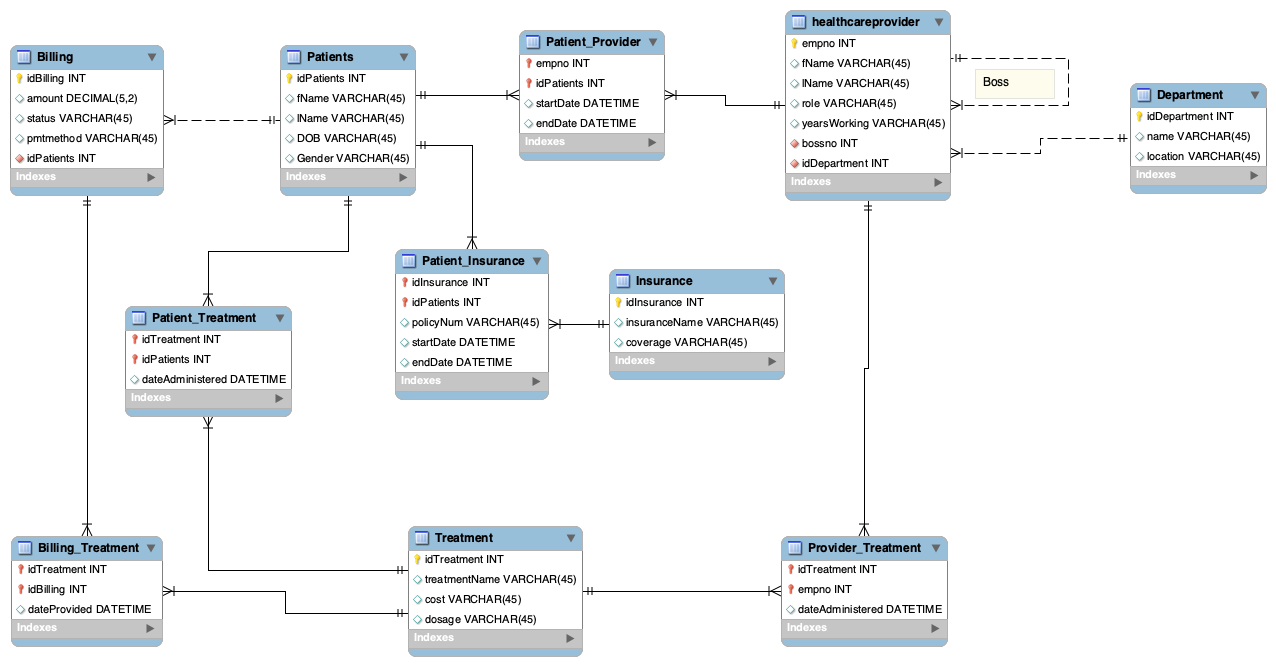 Billing
idBilling INT
amount DECIMAL(5,2)
status VARCHAR(45)
pmtmethod VARCHAR(45)
idPatients INT
Indexes
Patients
idPatients INT
fName VARCHAR(45)
lName VARCHAR(45)
DOB VARCHAR(45)
Gender VARCHAR(45)
Indexes
Patient_Provider
empno INT
idPatients INT
startDate DATETIME
endDate DATETIME
Indexes
healthcareprovider
empno INT
fName VARCHAR(45)
lName VARCHAR(45)
role VARCHAR(45)
yearsWorking VARCHAR(45)
bossno INT
idDepartment INT
Indexes
Boss
Department
idDepartment INT
name VARCHAR(45)
location VARCHAR(45)
Indexes
Patient_Insurance
idInsurance INT
idPatients INT
policyNum VARCHAR(45)
startDate DATETIME
endDate DATETIME
Indexes
Insurance
idInsurance INT
insuranceName VARCHAR(45)
coverage VARCHAR(45)
Indexes
Patient_Treatment
idTreatment INT
idPatients INT
dateAdministered DATETIME
Indexes
Billing_Treatment
idTreatment INT
idBilling INT
dateProvided DATETIME
Indexes
Treatment
idTreatment INT
treatmentName VARCHAR(45)
cost VARCHAR(45)
dosage VARCHAR(45)
Indexes
Provider_Treatment
idTreatment INT
empno INT
dateAdministered DATETIME
Indexes